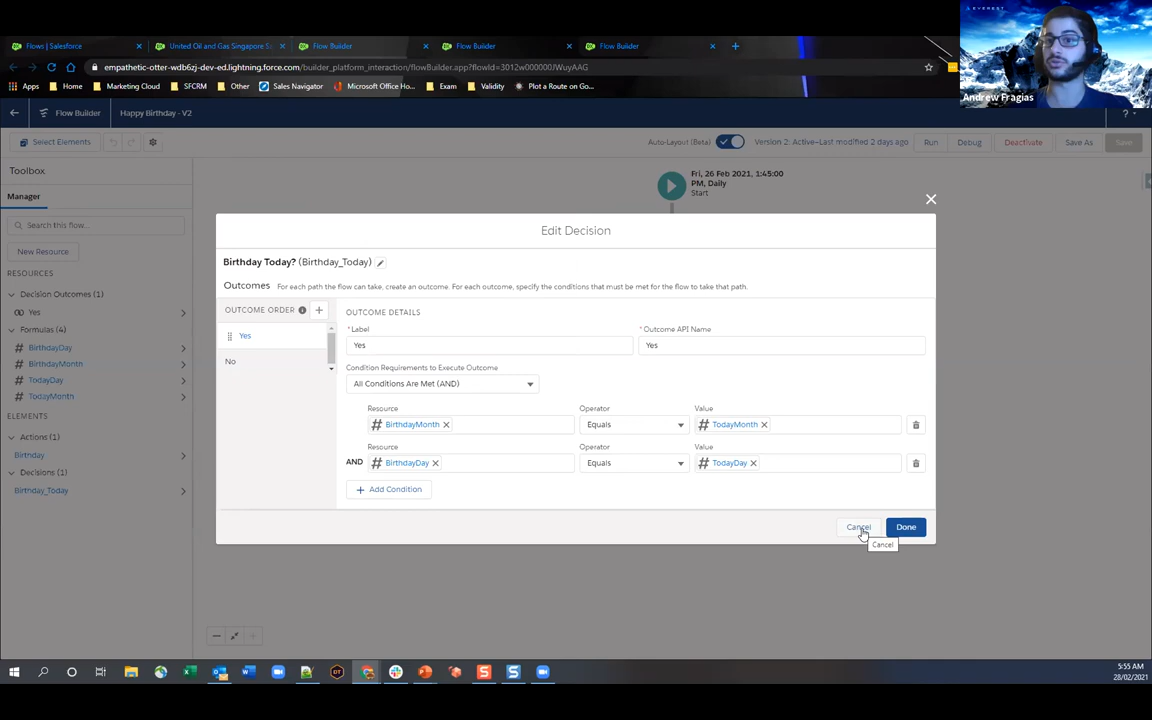 LEVEREST
Flows | Salesforce
United Oil and Gas Singapore Sp
Flow Builder
Flow Builder
Flow Builder
empathetic-otter-wdb6zj-dev-ed.lightning.force.com/builder_platform_interaction/flowBuilder.app?flowId=3012w000000JWuyAAG
Apps
Home
Marketing Cloud
SFCRM
Other
Sales Navigator
Microsoft Office Ho...
Exam
Validity
Plot a Route on Go...
Andrew Fragias
Flow Builder
Happy Birthday - V2
?
Select Elements
Auto-Layout (Beta)
Version 2: Active–Last modified 2 days ago
Run
Debug
Deactivate
Save As
Save
Toolbox
Manager
Search this flow...
New Resource
RESOURCES
Decision Outcomes (1)
Yes
Formulas (4)
BirthdayDay
BirthdayMonth
TodayDay
TodayMonth
ELEMENTS
Actions (1)
Birthday
Decisions (1)
Birthday_Today
Fri, 26 Feb 2021, 1:45:00
PM, Daily
Start
Edit Decision
Birthday Today? (Birthday_Today)
Outcomes For each path the flow can take, create an outcome. For each outcome, specify the conditions that must be met for the flow to take that path.
OUTCOME ORDER
Yes
No
OUTCOME DETAILS
*Label
Yes
*Outcome API Name
Yes
Condition Requirements to Execute Outcome
All Conditions Are Met (AND)
Resource
Operator
Value
BirthdayMonth
Equals
TodayMonth
Resource
Operator
Value
AND
BirthdayDay
Equals
TodayDay
Add Condition
Cancel
Done
Cancel
5:55 AM
28/02/2021